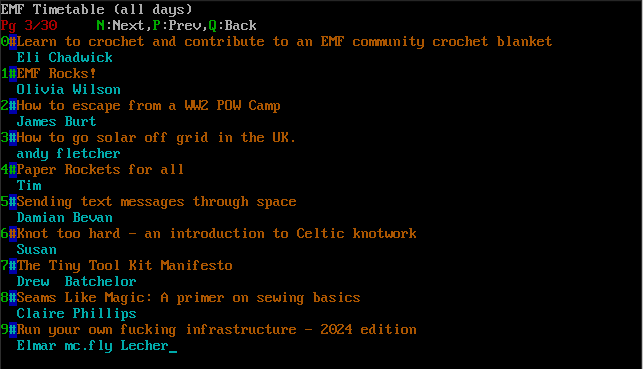 EMF Timetable (all days)
Pg 3/30 N:Next,P:Prev,Q:Back
0#Learn to crochet and contribute to an EMF community crochet blanket
Eli Chadwick
1#EMF Rocks!
Olivia Wilson
2#How to escape from a WW2 POW Camp
James Burt
3#How to go solar off grid in the UK.
andy fletcher
4#Paper Rockets for all
Tim
5#Sending text messages through space
Damian Bevan
6#Knot too hard - an introduction to Celtic knotwork
Susan
7#The Tiny Tool Kit Manifesto
Drew  Batchelor
8#Seams Like Magic: A primer on sewing basics
Claire Phillips
9#Run your own fucking infrastructure - 2024 edition
Elmar mc.fly Lecher_